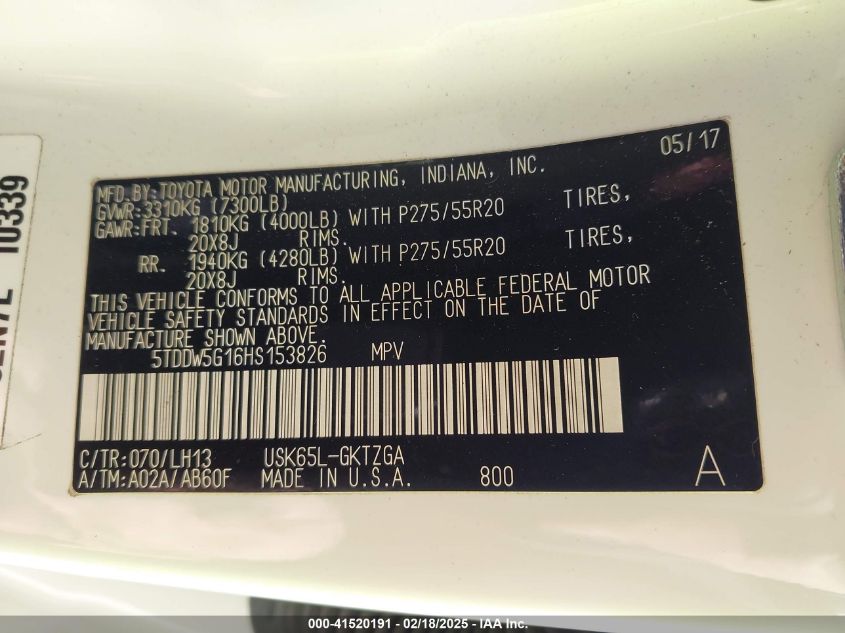 05/17
MFD.BY:TOYOTA MOTOR MANUFACTURING, INDIANA, INC.
GVWR:3310KG (7300LB)
GAWR:FRT. 1810KG (4000LB) WITH P275/55R20 TIRES,
20X8J RIMS.
RR. 1940KG (4280LB) WITH P275/55R20 TIRES,
20X8J RIMS.
THIS VEHICLE CONFORMS TO ALL APPLICABLE FEDERAL MOTOR
VEHICLE SAFETY STANDARDS IN EFFECT ON THE DATE OF
MANUFACTURE SHOWN ABOVE.
5TDDW5G16HS153826 MPV
C/TR:070/LH13 USK65L-GKTZGA
A/TM:A02A/AB60F MADE IN U.S.A. 800 A
10339
000-41520191 - 02/18/2025 - IAA Inc.